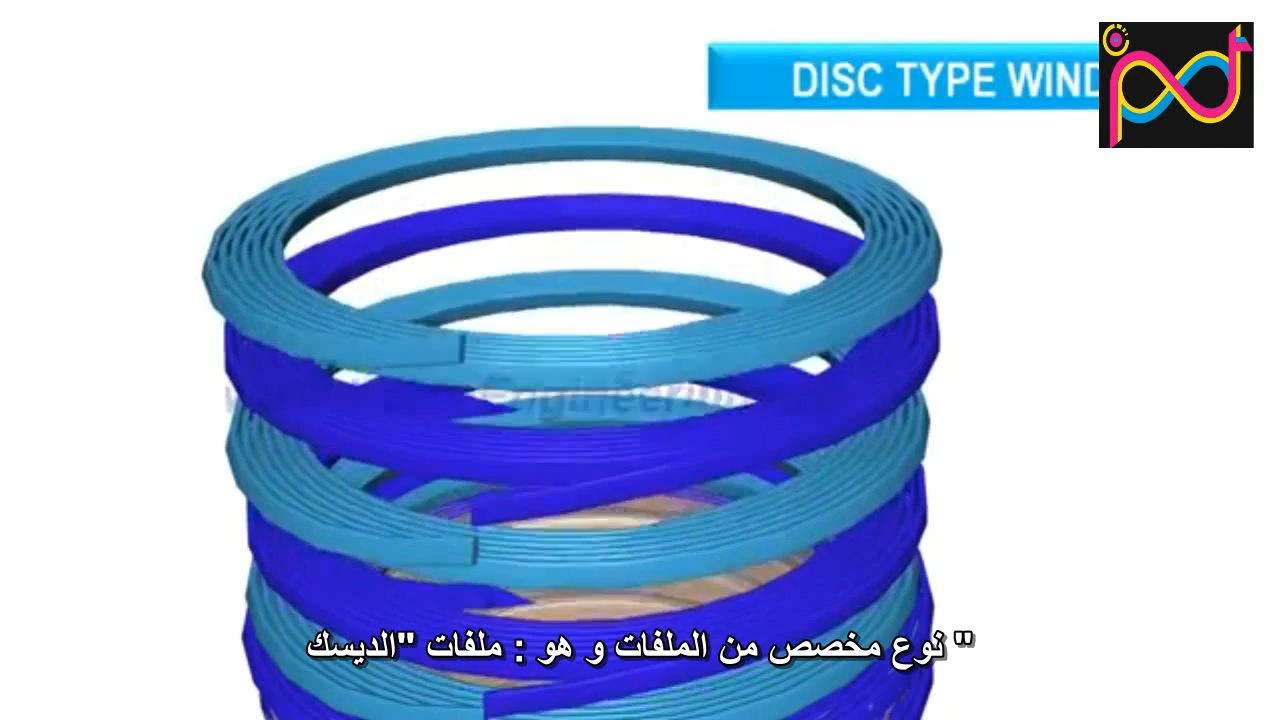 DISC TYPE WIND
" نوع مخصص من الملفات و هو : ملفات "الديسك